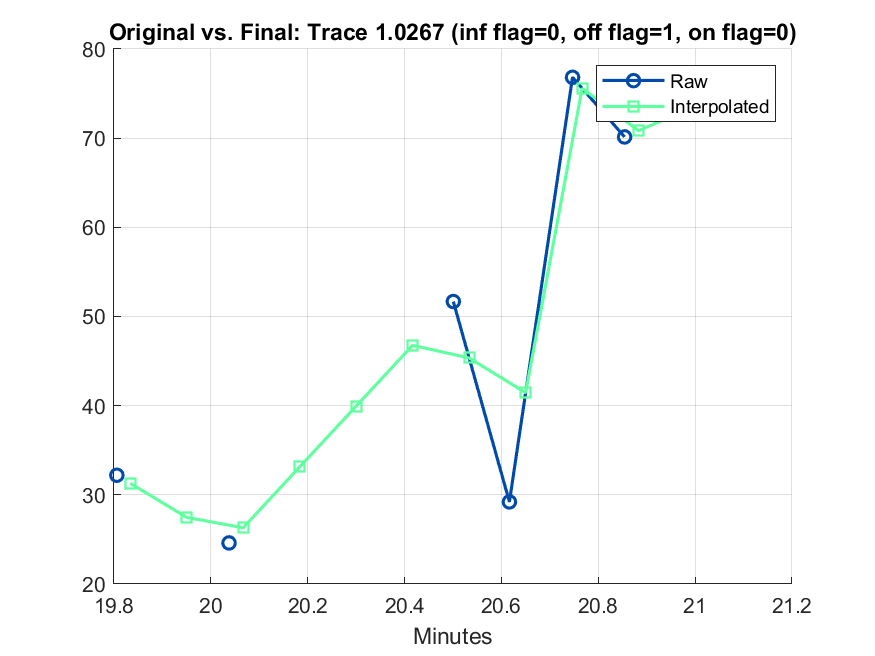 Original vs. Final: Trace 1.0267 (inf flag=0, off flag=1, on flag=0)
80
70
60
50
40
30
20
Raw
Interpolated
19.8 20 20.2 20.4 20.6 20.8 21 21.2
Minutes